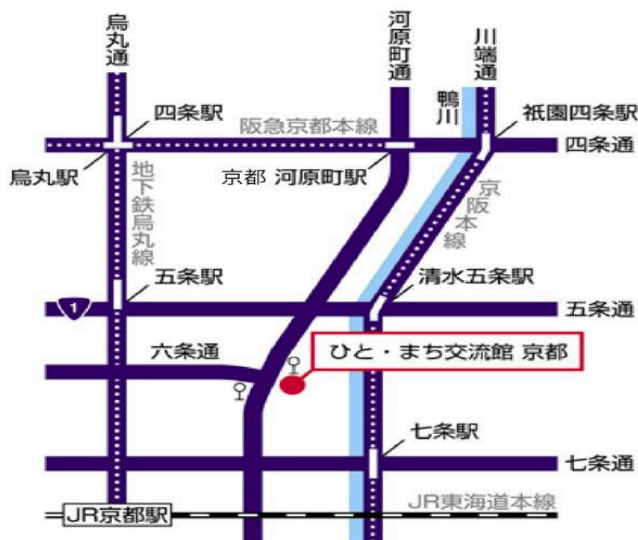 烏丸通
河原町通
川端通
鴨川
四条駅
阪急京都本線
祇園四条駅
四条通
烏丸駅
京都 河原町駅
地下鉄烏丸線
京阪本線
五条駅
清水五条駅
1
五条通
六条通
ひと・まち交流館 京都
七条駅
七条通
JR東海道本線
JR京都駅